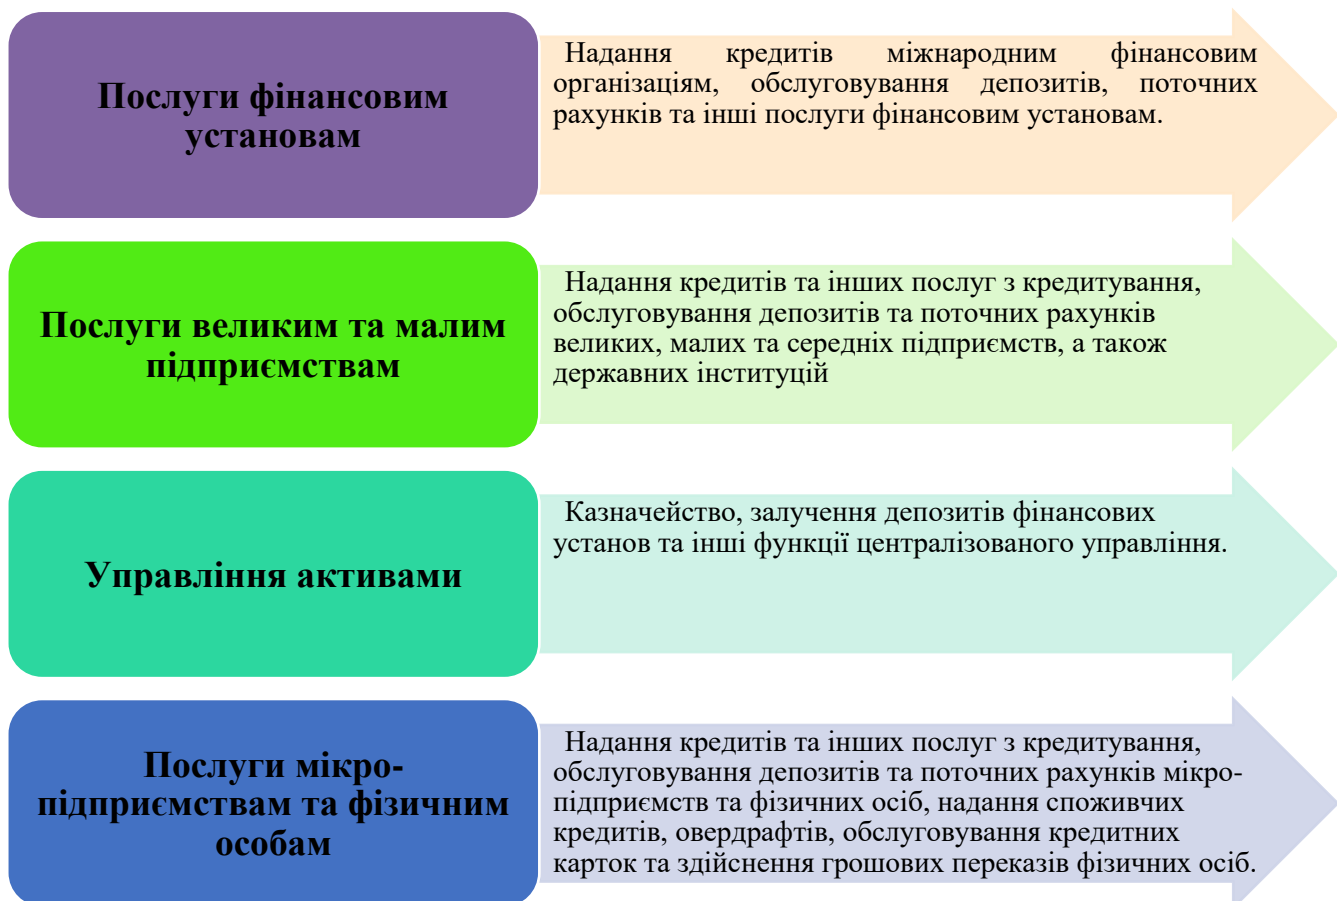 Послуги фінансовим
установам
Надання кредитів міжнародним фінансовим
організаціям, обслуговування депозитів, поточних
рахунків та інші послуги фінансовим установам.
Послуги великим та малим
підприємствам
Надання кредитів та інших послуг з кредитування,
обслуговування депозитів та поточних рахунків
великих, малих та середніх підприємств, а також
державних інституцій
Управління активами
Казначейство, залучення депозитів фінансових
установ та інші функції централізованого управління.
Послуги мікро-
підприємствам та фізичним
особам
Надання кредитів та інших послуг з кредитування,
обслуговування депозитів та поточних рахунків мікро-
підприємств та фізичних осіб, надання споживчих
кредитів, овердрафтів, обслуговування кредитних
карток та здійснення грошових переказів фізичних осіб.